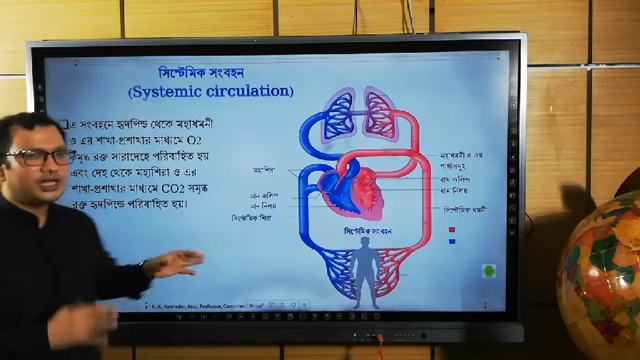 সিস্টেমিক সংবহন
(Systemic circulation)
এ সংবহনে হৃদপিন্ড থেকে মহাধমনী
ও এর শাখা-প্রশাখার মাধ্যমে O2
সমৃদ্ধ রক্ত সারাদেহে পরিবাহিত হয়
এবং দেহ থেকে মহাশিরা ও এর
শাখা-প্রশাখার মাধ্যমে CO2 সমৃদ্ধ
রক্ত হৃদপিন্ডে পরিবাহিত হয়।
মহাশিরা
ডান অলিন্দ
ডান নিলয়
সিস্টেমিক শিরা
মহাধমনী ও এর
শাখাসমূহ
বাম অলিন্দ
বাম নিলয়
সিস্টেমিক ধমনী
সিস্টেমিক সংবহন